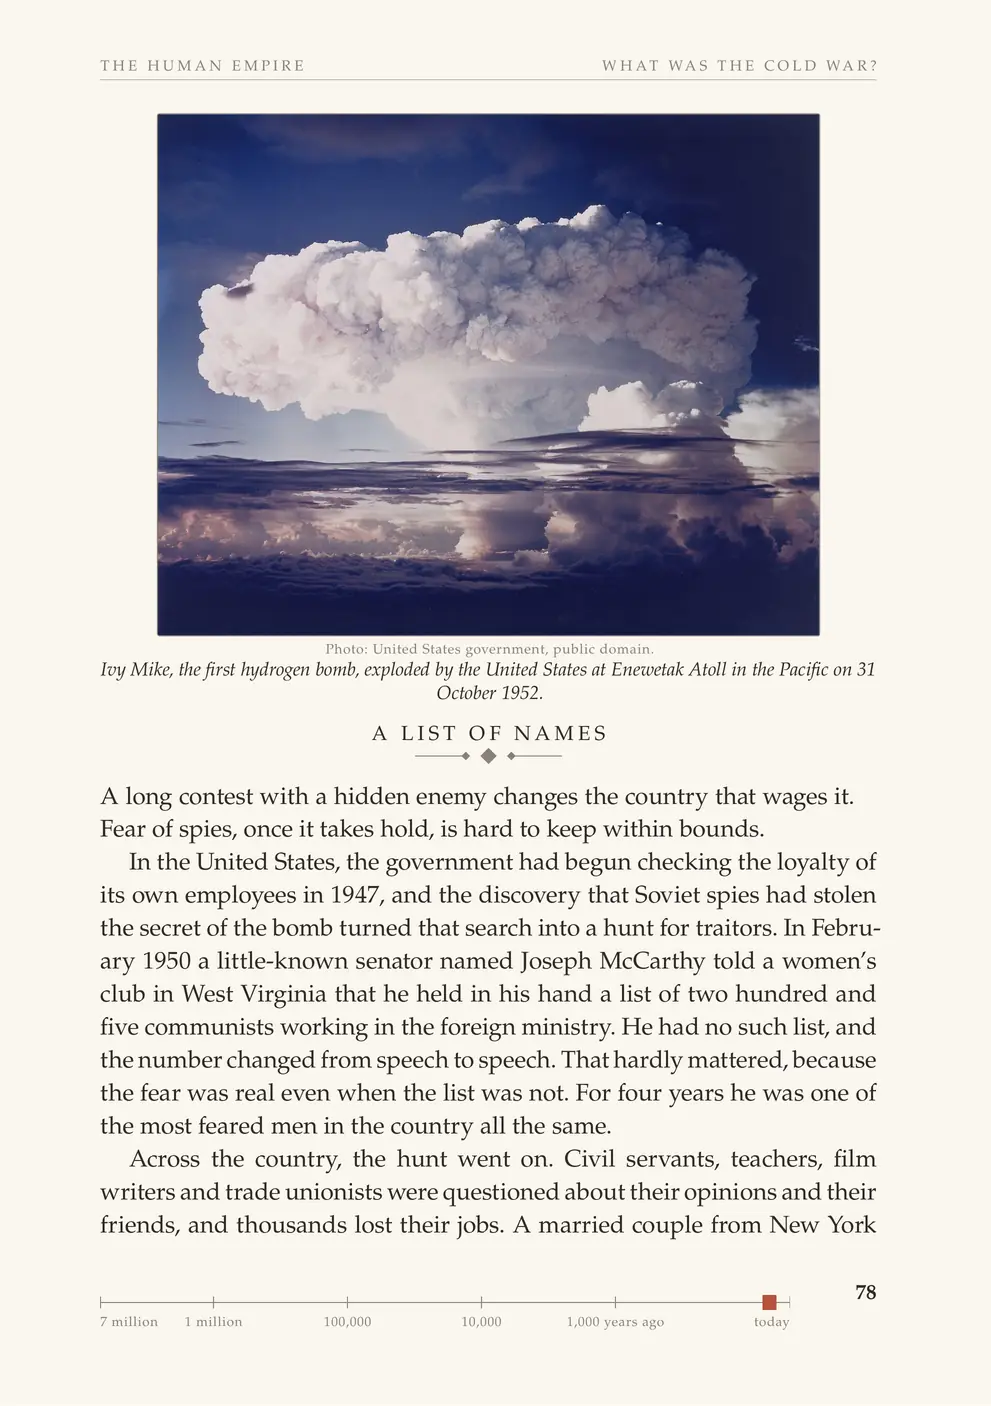 THE HUMAN EMPIRE
WHAT WAS THE COLD WAR?
Photo: United States government, public domain.
Ivy Mike, the first hydrogen bomb, exploded by the United States at Enewetak Atoll in the Pacific on 31
October 1952.
A LIST OF NAMES
A long contest with a hidden enemy changes the country that wages it.
Fear of spies, once it takes hold, is hard to keep within bounds.
In the United States, the government had begun checking the loyalty of
its own employees in 1947, and the discovery that Soviet spies had stolen
the secret of the bomb turned that search into a hunt for traitors. In Febru-
ary 1950 a little-known senator named Joseph McCarthy told a women’s
club in West Virginia that he held in his hand a list of two hundred and
five communists working in the foreign ministry. He had no such list, and
the number changed from speech to speech. That hardly mattered, because
the fear was real even when the list was not. For four years he was one of
the most feared men in the country all the same.
Across the country, the hunt went on. Civil servants, teachers, film
writers and trade unionists were questioned about their opinions and their
friends, and thousands lost their jobs. A married couple from New York
78
7 million 1 million 100,000 10,000 1,000 years ago today